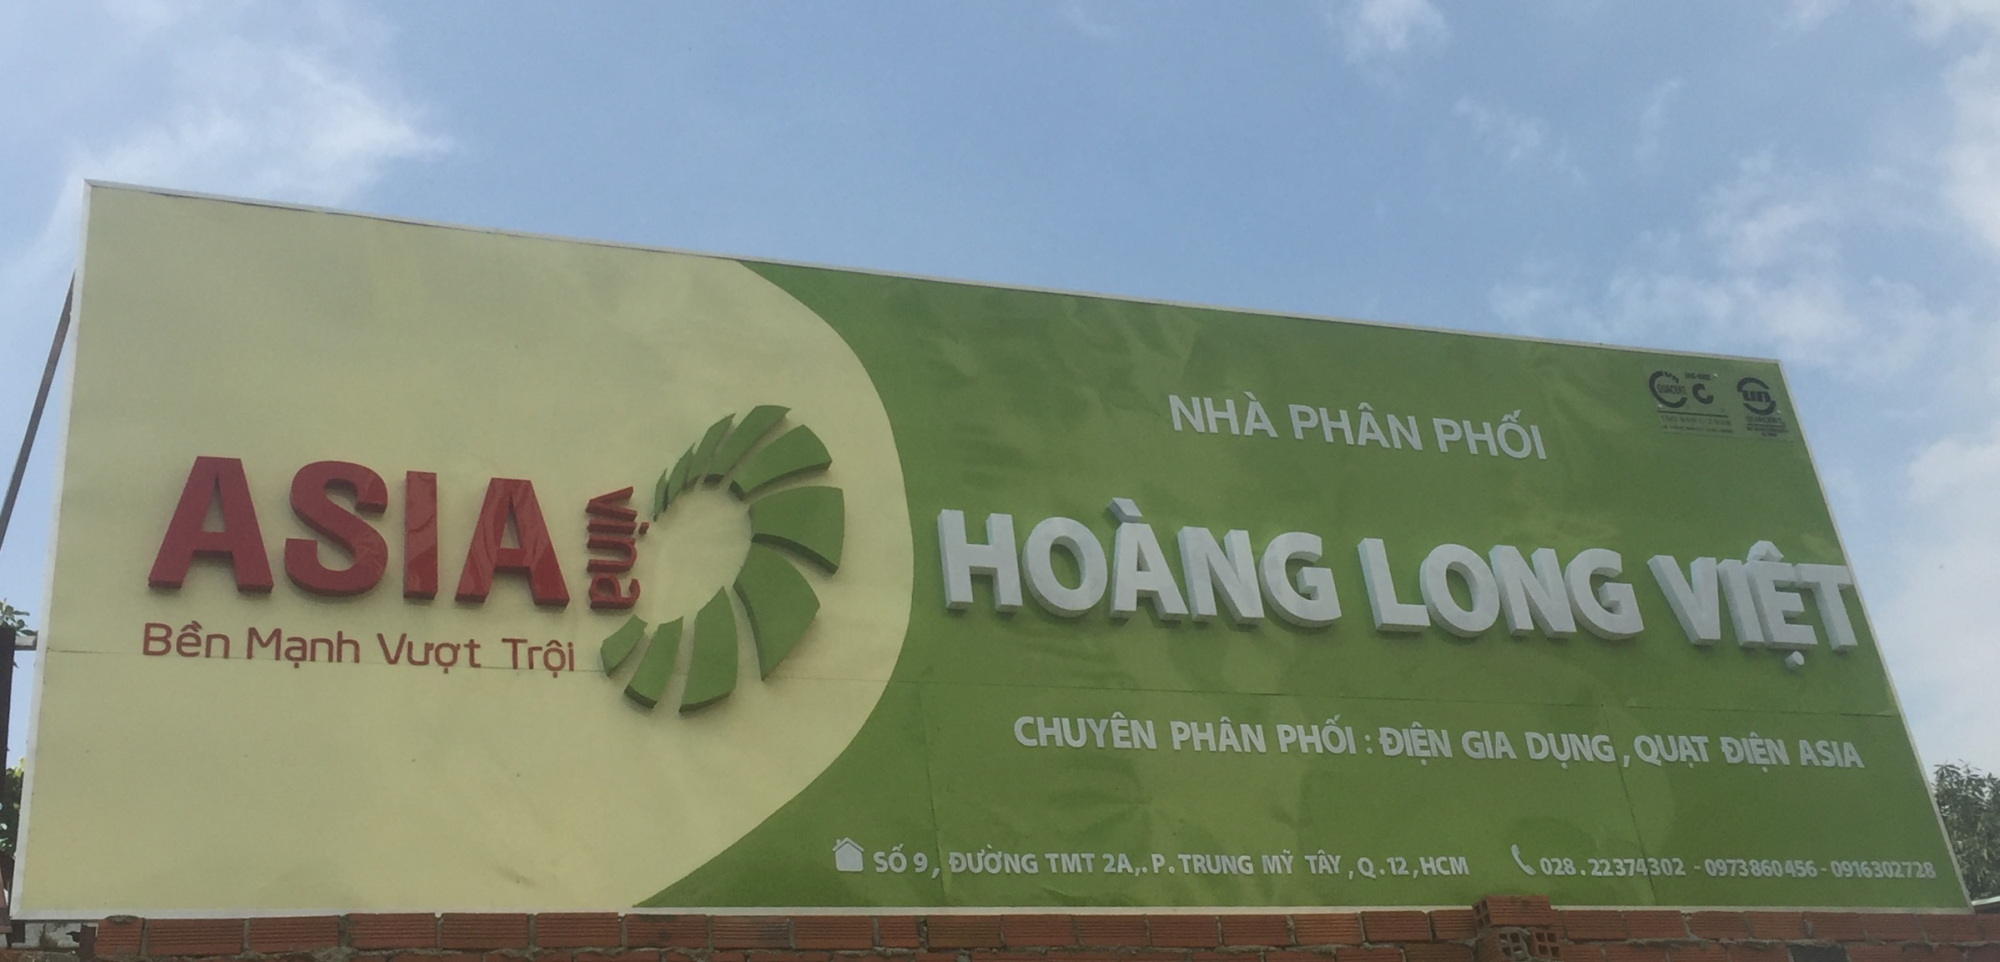 ASIA
vina
Bền Mạnh Vượt Trội
NHÀ PHÂN PHỐI
HOÀNG LONG VIỆT
CHUYÊN PHÂN PHỐI : ĐIỆN GIA DỤNG , QUẠT ĐIỆN ASIA
SỐ 9 , ĐƯỜNG TMT 2A,. P. TRUNG MỸ TÂY , Q. 12 , HCM
028 . 22374302 - 0973860456 - 0916302728
QUACERT